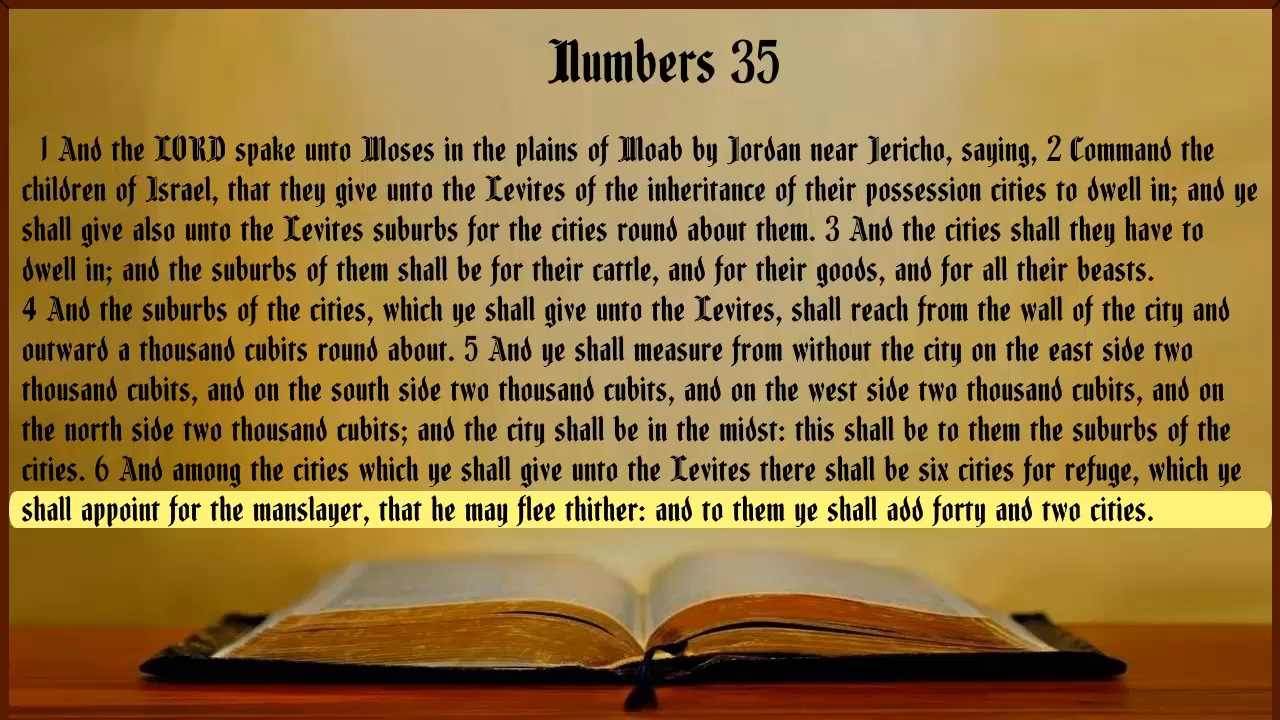 Numbers 35
1 And the LORD spake unto Moses in the plains of Moab by Jordan near Jericho, saying, 2 Command the
children of Israel, that they give unto the Levites of the inheritance of their possession cities to dwell in; and ye
shall give also unto the Levites suburbs for the cities round about them. 3 And the cities shall they have to
dwell in; and the suburbs of them shall be for their cattle, and for their goods, and for all their beasts.
4 And the suburbs of the cities, which ye shall give unto the Levites, shall reach from the wall of the city and
outward a thousand cubits round about. 5 And ye shall measure from without the city on the east side two
thousand cubits, and on the south side two thousand cubits, and on the west side two thousand cubits, and on
the north side two thousand cubits; and the city shall be in the midst: this shall be to them the suburbs of the
cities. 6 And among the cities which ye shall give unto the Levites there shall be six cities for refuge, which ye
shall appoint for the manslayer, that he may flee thither: and to them ye shall add forty and two cities.